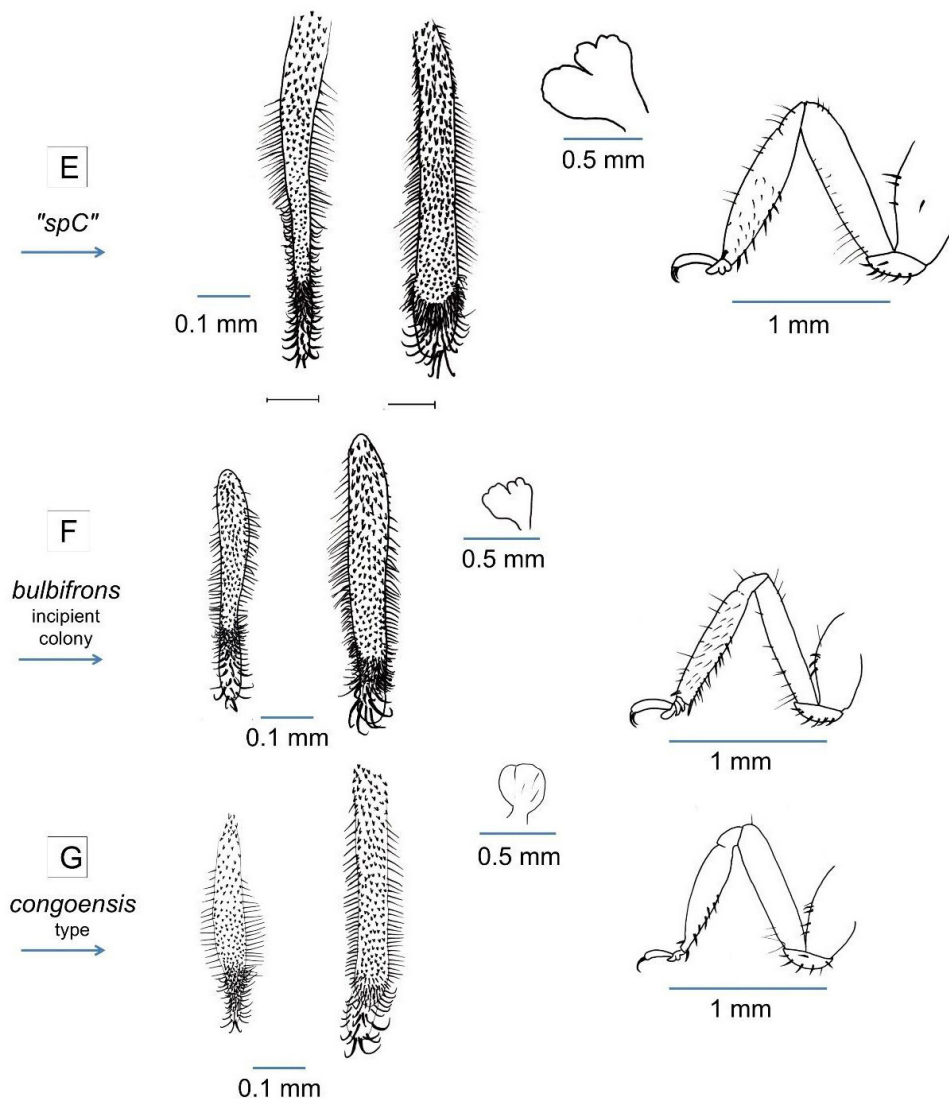 E
"spC"
0.1 mm
0.5 mm
1 mm
F
bulbifrons
incipient
colony
0.1 mm
0.5 mm
1 mm
G
congoensis
type
0.1 mm
0.5 mm
1 mm